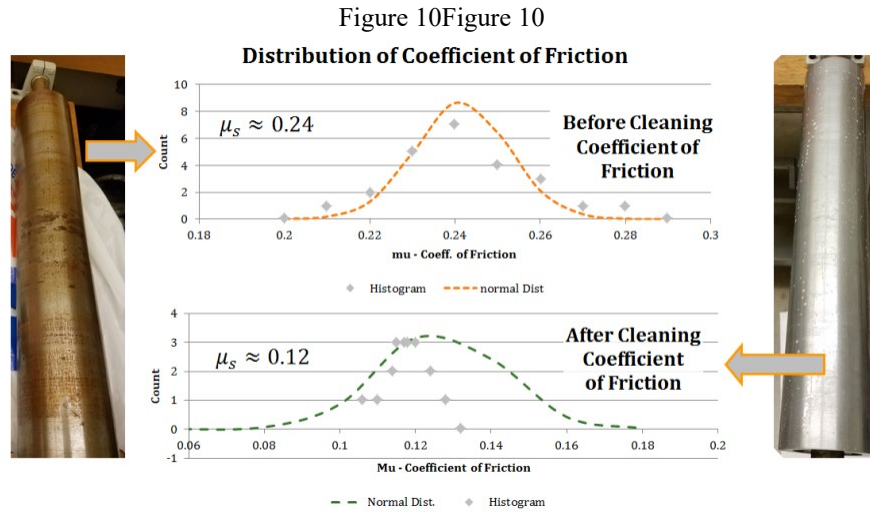 Figure 10Figure 10
Distribution of Coefficient of Friction
10
8
6
4
2
0
Count
μs ≈ 0.24
Before Cleaning
Coefficient of
Friction
0.18 0.2 0.22 0.24 0.26 0.28 0.3
mu - Coeff. of Friction
Histogram normal Dist
4
3
2
1
0
-1
Count
μs ≈ 0.12
After Cleaning
Coefficient
of Friction
0.06 0.08 0.1 0.12 0.14 0.16 0.18 0.2
Mu - Coefficient of Friction
Normal Dist. Histogram